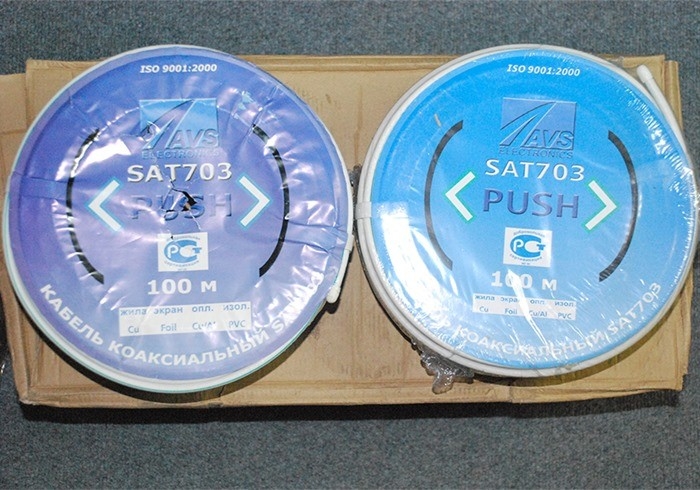 ISO 9001:2000
AVS
ELECTRONICS
SAT703
PUSH
РСТ
100 м
жила экран опл. изол.
Cu Foil Cu/Al PVC
КАБЕЛЬ КОАКСИАЛЬНЫЙ
ISO 9001:2000
AVS
ELECTRONICS
SAT703
PUSH
РСТ
100 м
жила экран опл. изол.
Cu Foil Cu/Al PVC
КОАКСИАЛЬНЫЙ SAT703